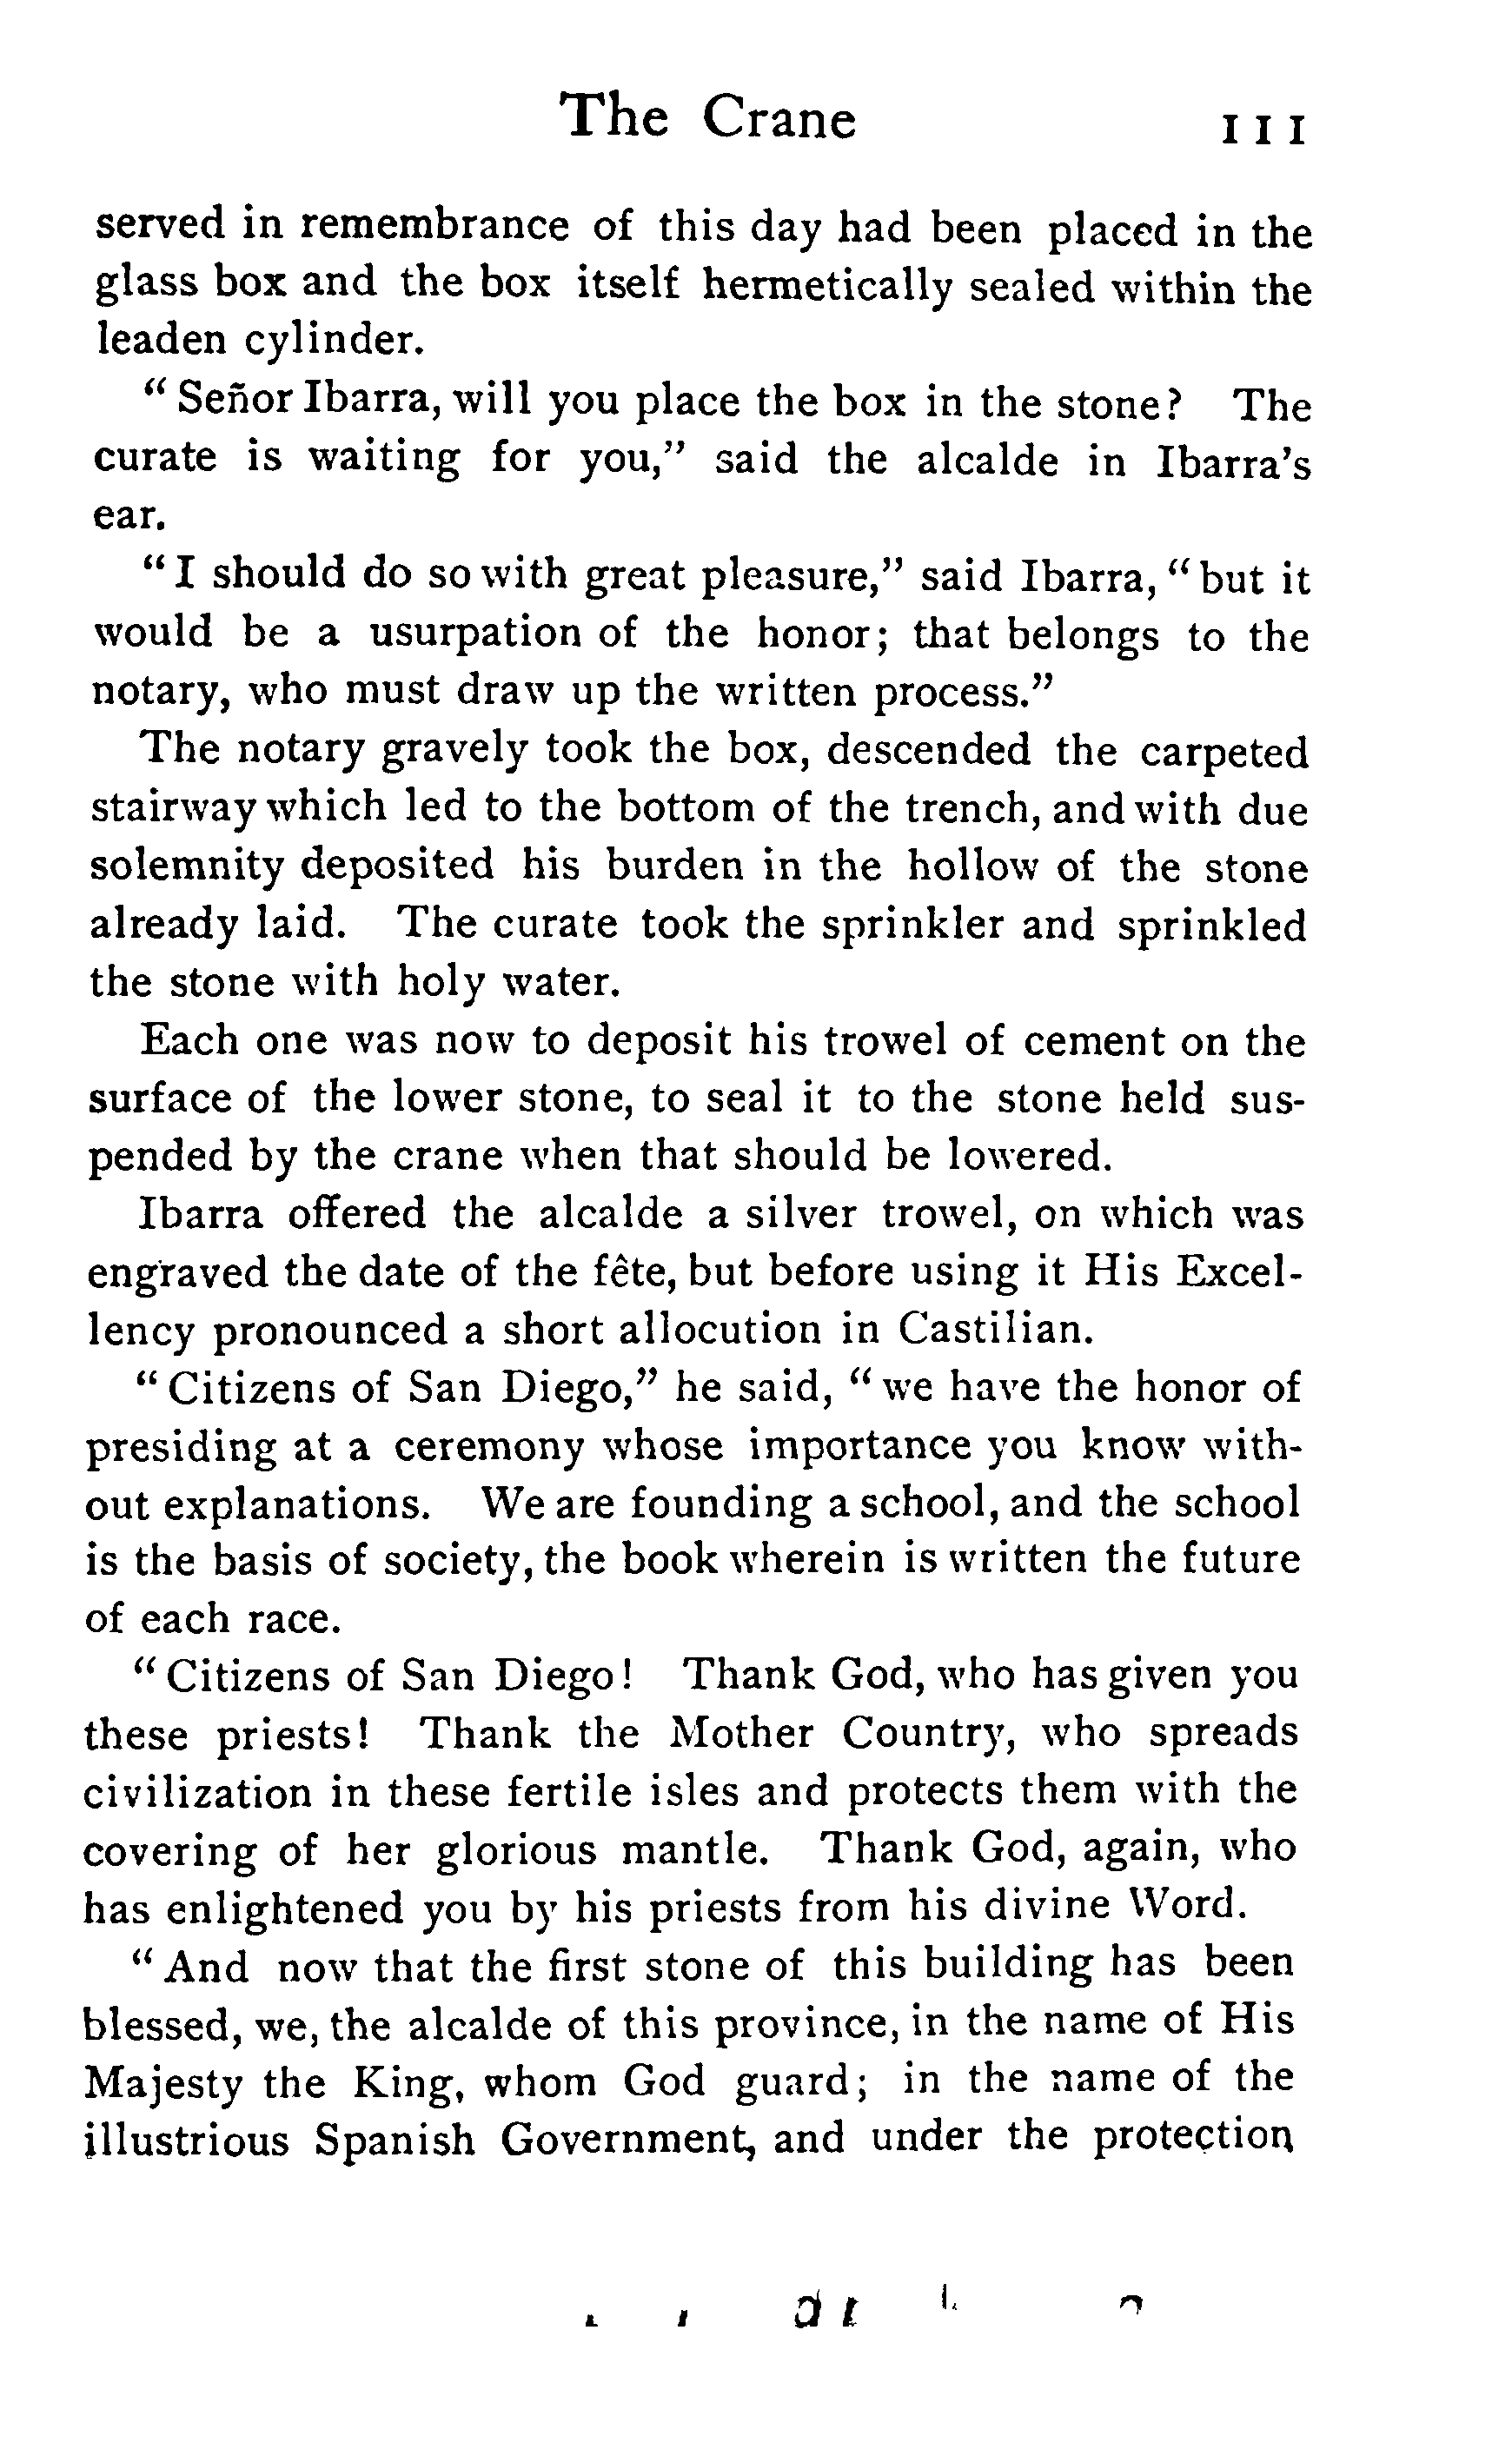 The Crane 111
served in remembrance of this day had been placed in the
glass box and the box itself hermetically sealed within the
leaden cylinder.
“Señor Ibarra, will you place the box in the stone? The
curate is waiting for you,” said the alcalde in Ibarra’s
ear.
“I should do so with great pleasure,” said Ibarra, “but it
would be a usurpation of the honor; that belongs to the
notary, who must draw up the written process.”
The notary gravely took the box, descended the carpeted
stairway which led to the bottom of the trench, and with due
solemnity deposited his burden in the hollow of the stone
already laid. The curate took the sprinkler and sprinkled
the stone with holy water.
Each one was now to deposit his trowel of cement on the
surface of the lower stone, to seal it to the stone held sus-
pended by the crane when that should be lowered.
Ibarra offered the alcalde a silver trowel, on which was
engraved the date of the fête, but before using it His Excel-
lency pronounced a short allocution in Castilian.
“Citizens of San Diego,” he said, “we have the honor of
presiding at a ceremony whose importance you know with-
out explanations. We are founding a school, and the school
is the basis of society, the book wherein is written the future
of each race.
“Citizens of San Diego! Thank God, who has given you
these priests! Thank the Mother Country, who spreads
civilization in these fertile isles and protects them with the
covering of her glorious mantle. Thank God, again, who
has enlightened you by his priests from his divine Word.
“And now that the first stone of this building has been
blessed, we, the alcalde of this province, in the name of His
Majesty the King, whom God guard; in the name of the
illustrious Spanish Government, and under the protection